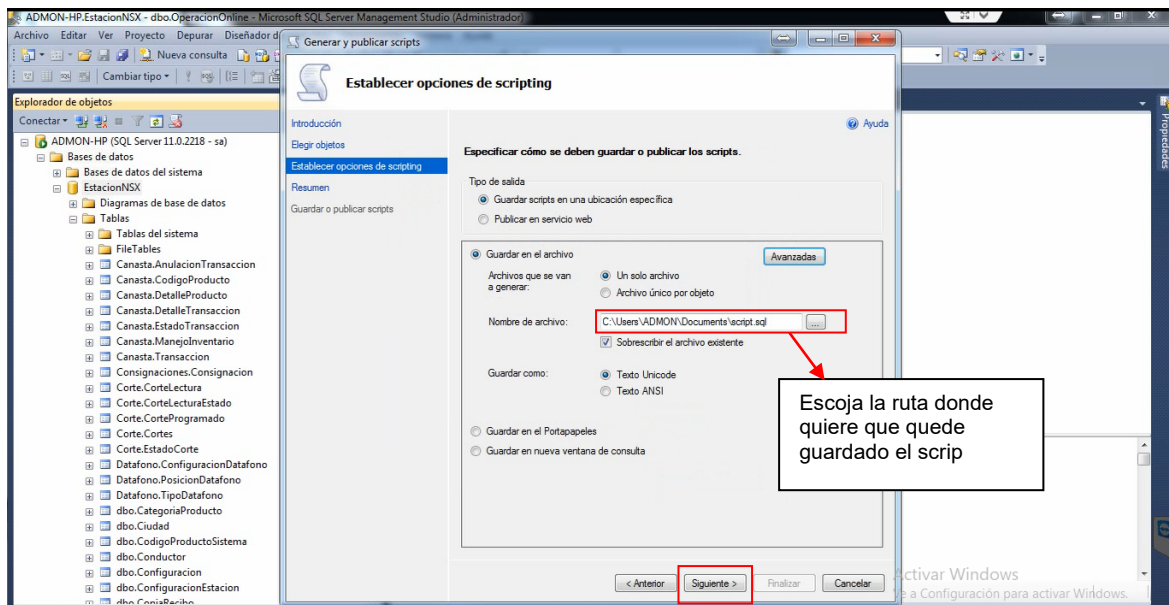 ADMON-HP.EstacionNSX - dbo.OperacionOnline - Microsoft SQL Server Management Studio (Administrador)
Archivo Editar Ver Proyecto Depurar Diseñador d
Nueva consulta
Cambiar tipo
Explorador de objetos
Conectar
ADMON-HP (SQL Server 11.0.2218 - sa)
Bases de datos
Bases de datos del sistema
EstacionNSX
Diagramas de base de datos
Tablas
Tablas del sistema
FileTables
Canasta.AnulacionTransaccion
Canasta.CodigoProducto
Canasta.DetalleProducto
Canasta.DetalleTransaccion
Canasta.EstadoTransaccion
Canasta.ManejoInventario
Canasta.Transaccion
Consignaciones.Consignacion
Corte.CorteLectura
Corte.CorteLecturaEstado
Corte.CorteProgramado
Corte.Cortes
Corte.EstadoCorte
Datafono.ConfiguracionDatafono
Datafono.PosicionDatafono
Datafono.TipoDatafono
dbo.CategoriaProducto
dbo.Ciudad
dbo.CodigoProductoSistema
dbo.Conductor
dbo.Configuracion
dbo.ConfiguracionEstacion
dbo.CopiaRecibo
Generar y publicar scripts
Establecer opciones de scripting
Introducción
Elegir objetos
Establecer opciones de scripting
Resumen
Guardar o publicar scripts
Ayuda
Especificar cómo se deben guardar o publicar los scripts.
Tipo de salida
Guardar scripts en una ubicación específica
Publicar en servicio web
Guardar en el archivo
Avanzadas
Archivos que se van
a generar:
Un solo archivo
Archivo único por objeto
Nombre de archivo:
C:\Users\ADMON\Documents\script.sql
...
Sobrescribir el archivo existente
Guardar como:
Texto Unicode
Texto ANSI
Guardar en el Portapapeles
Guardar en nueva ventana de consulta
< Anterior
Siguiente >
Finalizar
Cancelar
Escoja la ruta donde
quiere que quede
guardado el scrip
Propiedades
Activar Windows
Ve a Configuración para activar Windows.